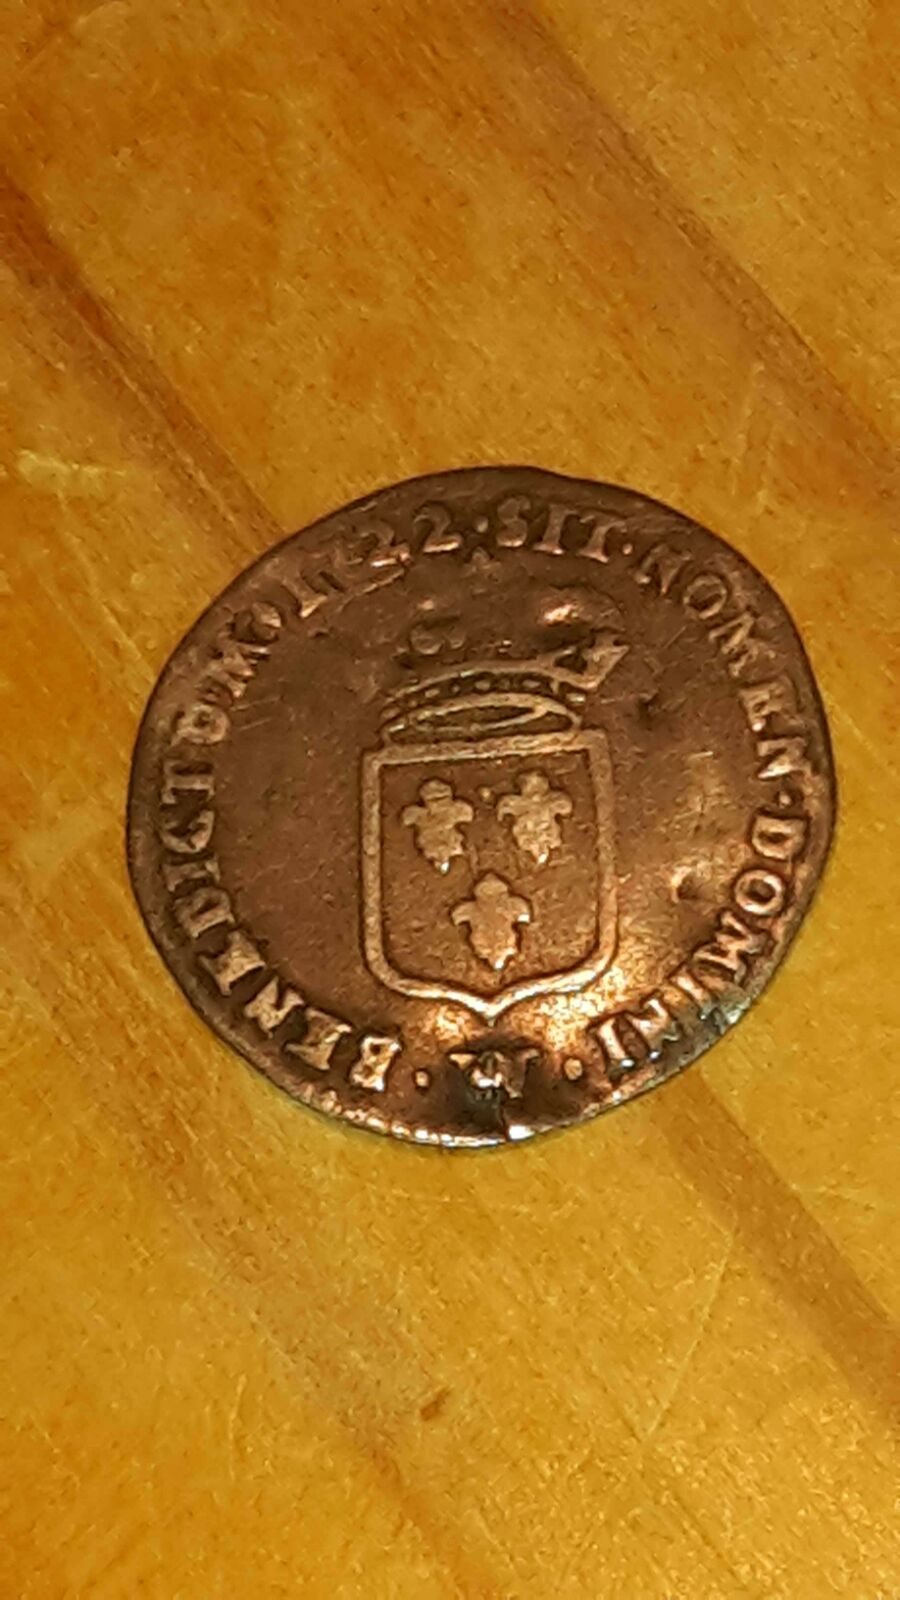 SIT · NOMEN · DOMINI · W · BENEDICTUM 1722 ·